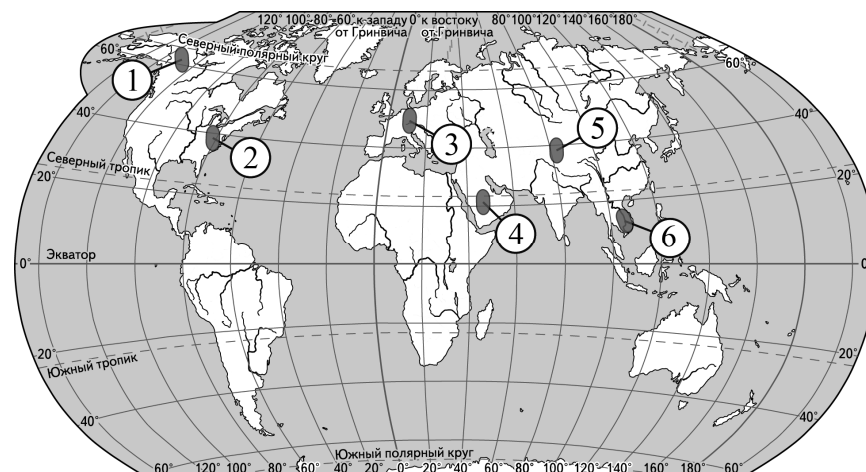 120° 100° 80° 60° к западу 0° к востоку 80° 100° 120° 140° 160° 180°
от Гринвича от Гринвича
Северный полярный круг
60° 60°
1
40° 40°
2 3 5
Северный тропик
20° 20°
4 6
Экватор
0° 0
20° 20°
Южный тропик
40° 40°
Южный полярный круг
60° 120° 100° 80° 60° 40° 20° 0° 20° 40° 60° 80° 100° 120° 140° 160° 180° 60°